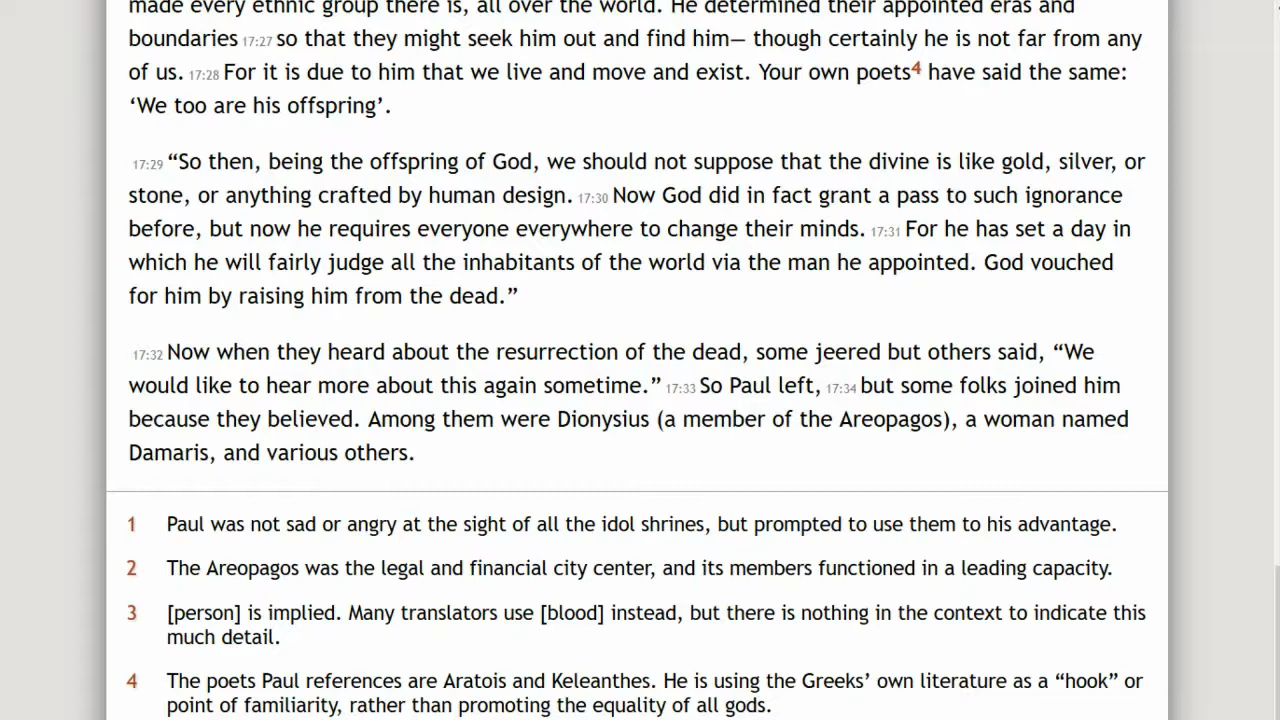 made every ethnic group there is, all over the world. He determined their appointed eras and
boundaries 17:27 so that they might seek him out and find him— though certainly he is not far from any
of us. 17:28 For it is due to him that we live and move and exist. Your own poets4 have said the same:
‘We too are his offspring’.
17:29 “So then, being the offspring of God, we should not suppose that the divine is like gold, silver, or
stone, or anything crafted by human design. 17:30 Now God did in fact grant a pass to such ignorance
before, but now he requires everyone everywhere to change their minds. 17:31 For he has set a day in
which he will fairly judge all the inhabitants of the world via the man he appointed. God vouched
for him by raising him from the dead.”
17:32 Now when they heard about the resurrection of the dead, some jeered but others said, “We
would like to hear more about this again sometime.” 17:33 So Paul left, 17:34 but some folks joined him
because they believed. Among them were Dionysius (a member of the Areopagos), a woman named
Damaris, and various others.
1 Paul was not sad or angry at the sight of all the idol shrines, but prompted to use them to his advantage.
2 The Areopagos was the legal and financial city center, and its members functioned in a leading capacity.
3 [person] is implied. Many translators use [blood] instead, but there is nothing in the context to indicate this
much detail.
4 The poets Paul references are Aratois and Keleanthes. He is using the Greeks’ own literature as a “hook” or
point of familiarity, rather than promoting the equality of all gods.